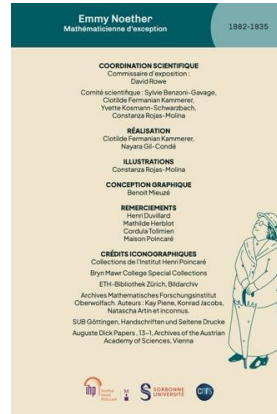 Emmy Noether
Mathématicienne d'exception
1882-1935
COORDINATION SCIENTIFIQUE
Commissaire d'exposition :
David Rowe
Comité scientifique : Sylvie Benzoni-Gavage,
Clotilde Fermanian Kammerer,
Yvette Kosmann-Schwarzbach,
Constanza Rojas-Molina
RÉALISATION
Clotilde Fermanian Kammerer,
Nayara Gil-Condé
ILLUSTRATIONS
Constanza Rojas-Molina
CONCEPTION GRAPHIQUE
Benoit Mieuzé
REMERCIEMENTS
Henri Duvillard
Mathilde Herblot
Cordula Tollmien
Maison Poincaré
CRÉDITS ICONOGRAPHIQUES
Collections de l'Institut Henri Poincaré
Bryn Mawr College Special Collections
ETH-Bibliothek Zürich, Bildarchiv
Archives Mathematisches Forschungsinstitut
Oberwolfach. Auteurs : Kay Piene, Konrad Jacobs,
Natascha Artin et inconnus.
SUB Göttingen, Handschriften und Seltene Drucke
Auguste Dick Papers , 13-1, Archives of the Austrian
Academy of Sciences, Vienna
ihp
Institut
Henri
Poincaré
SORBONNE
UNIVERSITÉ
cnrs